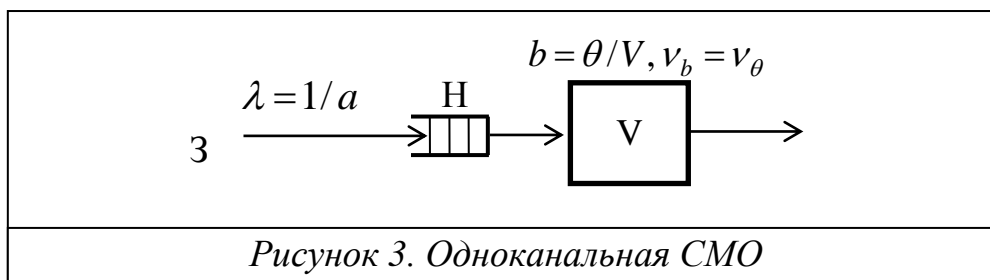 b = θ/V, ν_b = ν_θ
λ = 1/a
Н
З
V
Рисунок 3. Одноканальная СМО